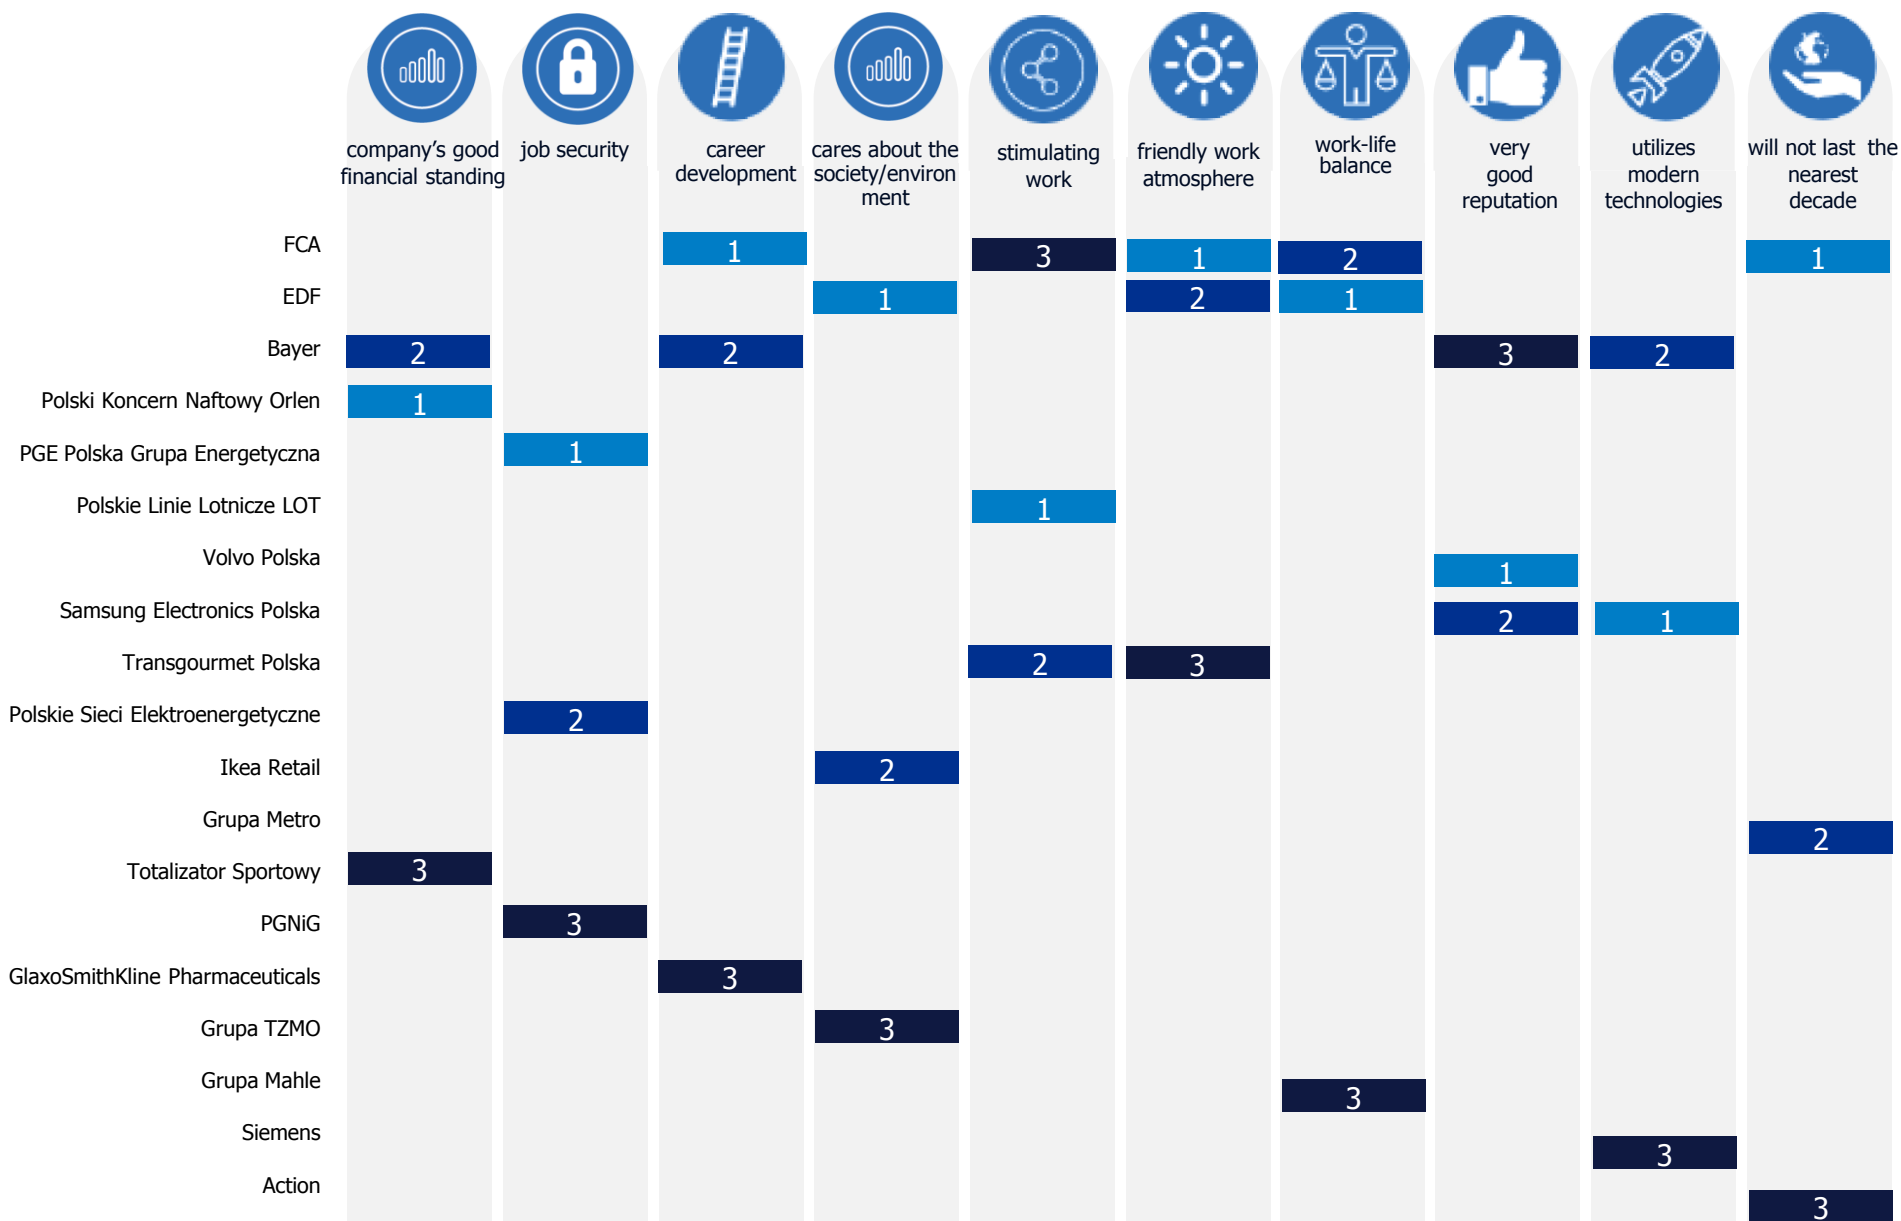 company's good
financial standing
job security
career
development
cares about the
society/environ
ment
stimulating
work
friendly work
atmosphere
work-life
balance
very
good
reputation
utilizes
modern
technologies
will not last  the
nearest
decade
FCA 1 3 1 2 1
EDF 1 2 1
Bayer 2 2 3 2
Polski Koncern Naftowy Orlen 1
PGE Polska Grupa Energetyczna 1
Polskie Linie Lotnicze LOT 1
Volvo Polska 1
Samsung Electronics Polska 2 1
Transgourmet Polska 2 3
Polskie Sieci Elektroenergetyczne 2
Ikea Retail 2
Grupa Metro 2
Totalizator Sportowy 3
PGNiG 3
GlaxoSmithKline Pharmaceuticals 3
Grupa TZMO 3
Grupa Mahle 3
Siemens 3
Action 3